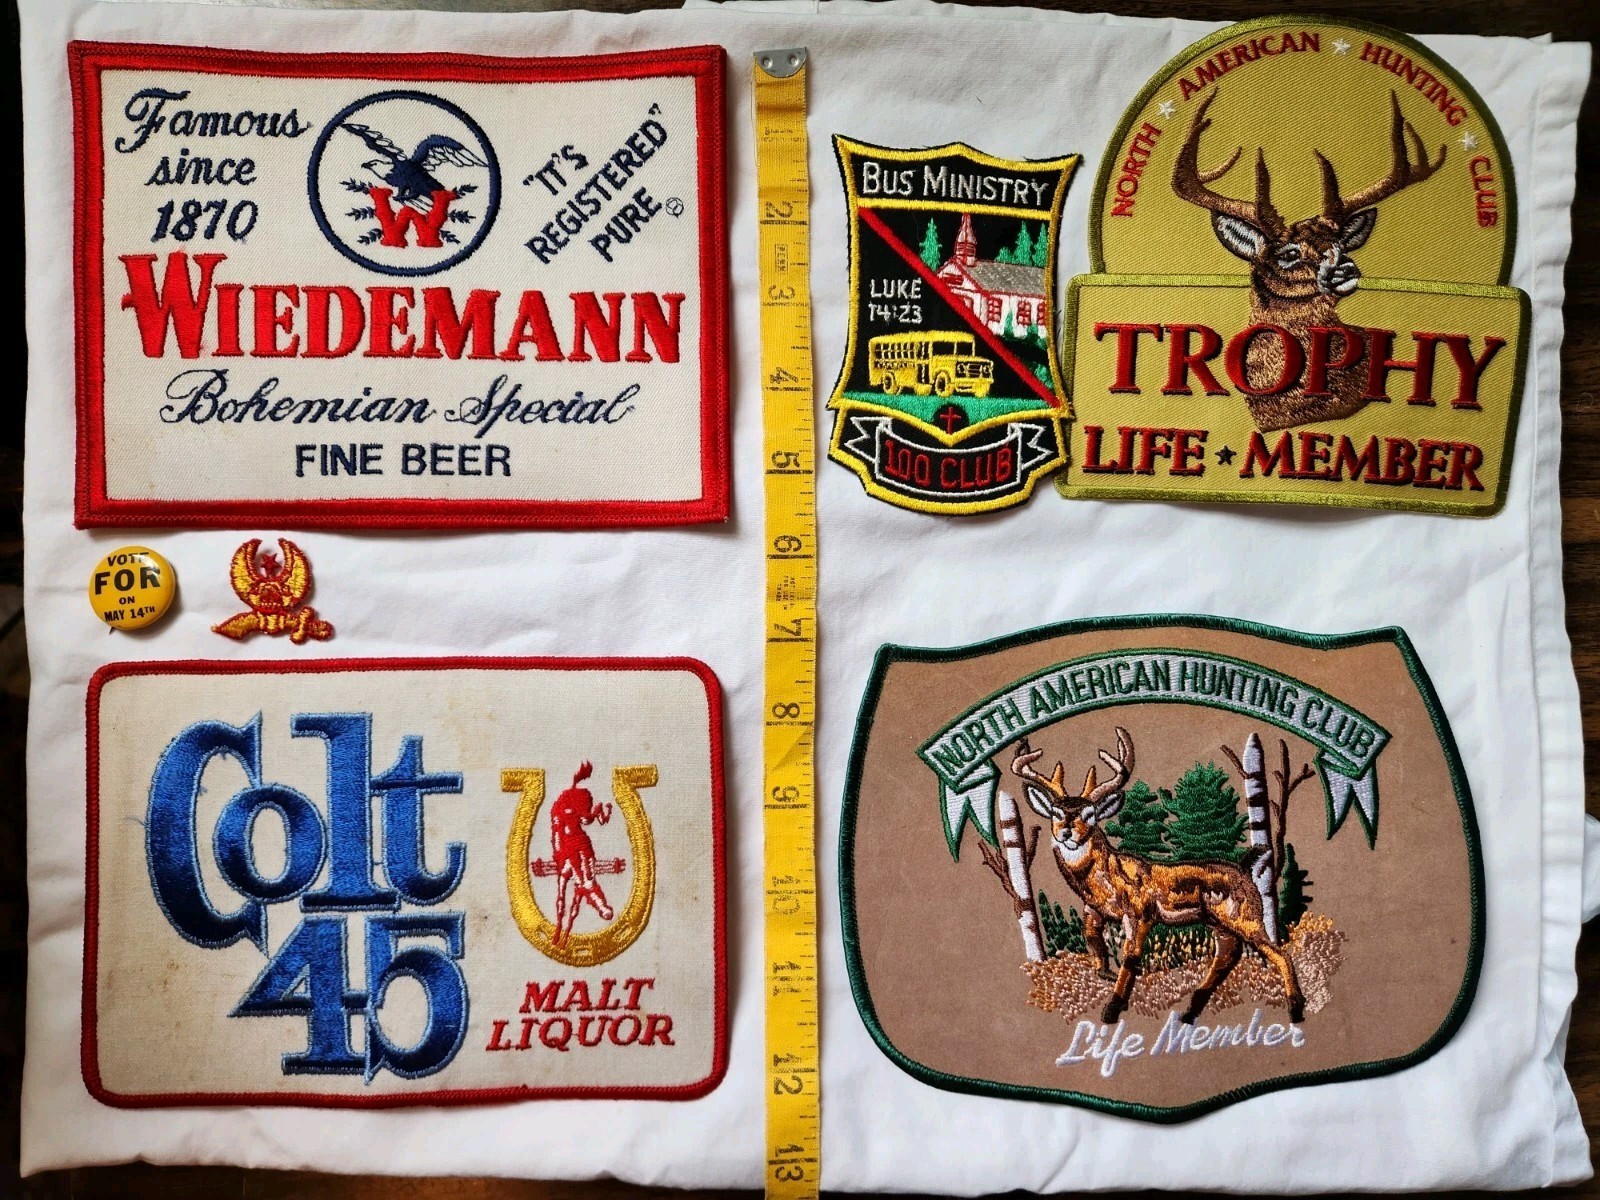 Famous
since
1870
"IT'S
REGISTERED"
PURE ®
W
WIEDEMANN
Bohemian Special
FINE BEER
VOTE
FOR
ON
MAY 14TH
Colt
45
MALT
LIQUOR
2
3
4
5
6
7
8
9
10
11
12
13
BUS MINISTRY
LUKE
14:23
100 CLUB
NORTH ★ AMERICAN ★ HUNTING ★ CLUB
TROPHY
LIFE ★ MEMBER
NORTH AMERICAN HUNTING CLUB
Life Member